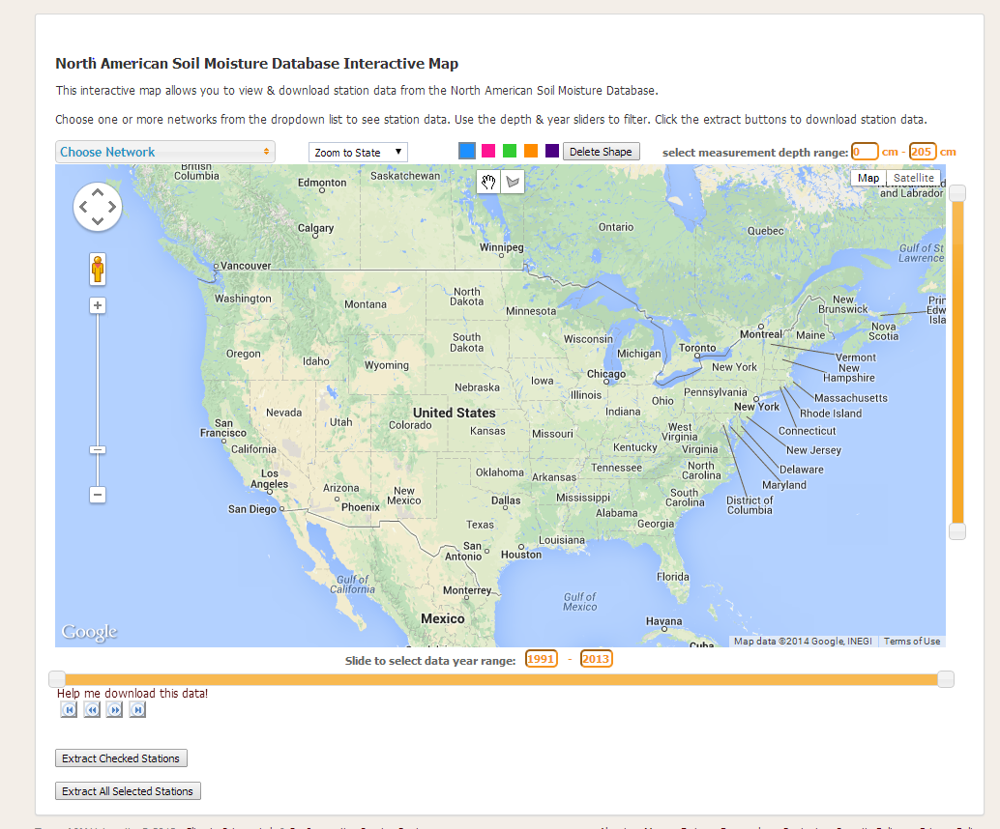 North American Soil Moisture Database Interactive Map
This interactive map allows you to view & download station data from the North American Soil Moisture Database.
Choose one or more networks from the dropdown list to see station data. Use the depth & year sliders to filter. Click the extract buttons to download station data.
Choose Network
Zoom to State
Delete Shape
select measurement depth range: 0 cm - 205 cm
Map
Satellite
British
Columbia
Edmonton
Saskatchewan
Newfoundland
and Labrador
Calgary
Ontario
Quebec
Winnipeg
Gulf of St
Lawrence
Vancouver
Washington
Montana
North
Dakota
Minnesota
New
Brunswick
Prin
Edw
Isla
Nova
Scotia
Montreal
Maine
Oregon
Idaho
Wyoming
South
Dakota
Wisconsin
Michigan
Toronto
Vermont
New
Hampshire
New York
Chicago
Nebraska
Iowa
Illinois
Indiana
Ohio
Pennsylvania
New York
Massachusetts
Rhode Island
Connecticut
Nevada
Utah
Colorado
United States
Kansas
Missouri
West
Virginia
Kentucky
Virginia
New Jersey
Delaware
Maryland
District of
Columbia
San
Francisco
California
Los
Angeles
San Diego
Arizona
Phoenix
New
Mexico
Oklahoma
Arkansas
Tennessee
North
Carolina
South
Carolina
Dallas
Mississippi
Alabama
Georgia
Texas
Louisiana
San
Antonio
Houston
Florida
Gulf of
California
Monterrey
Gulf of
Mexico
Mexico
Havana
Cuba
Google
Map data ©2014 Google, INEGI
Terms of Use
Slide to select data year range: 1991 - 2013
Help me download this data!
Extract Checked Stations
Extract All Selected Stations